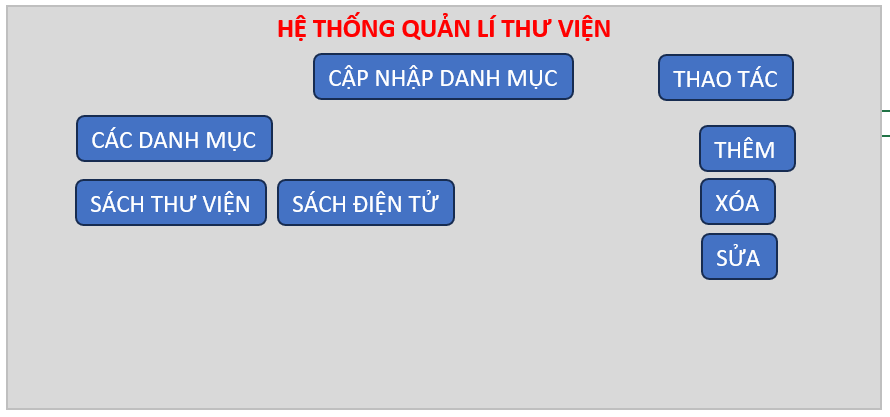 HỆ THỐNG QUẢN LÍ THƯ VIỆN
CẬP NHẬP DANH MỤC
THAO TÁC
CÁC DANH MỤC
THÊM
SÁCH THƯ VIỆN
SÁCH ĐIỆN TỬ
XÓA
SỬA